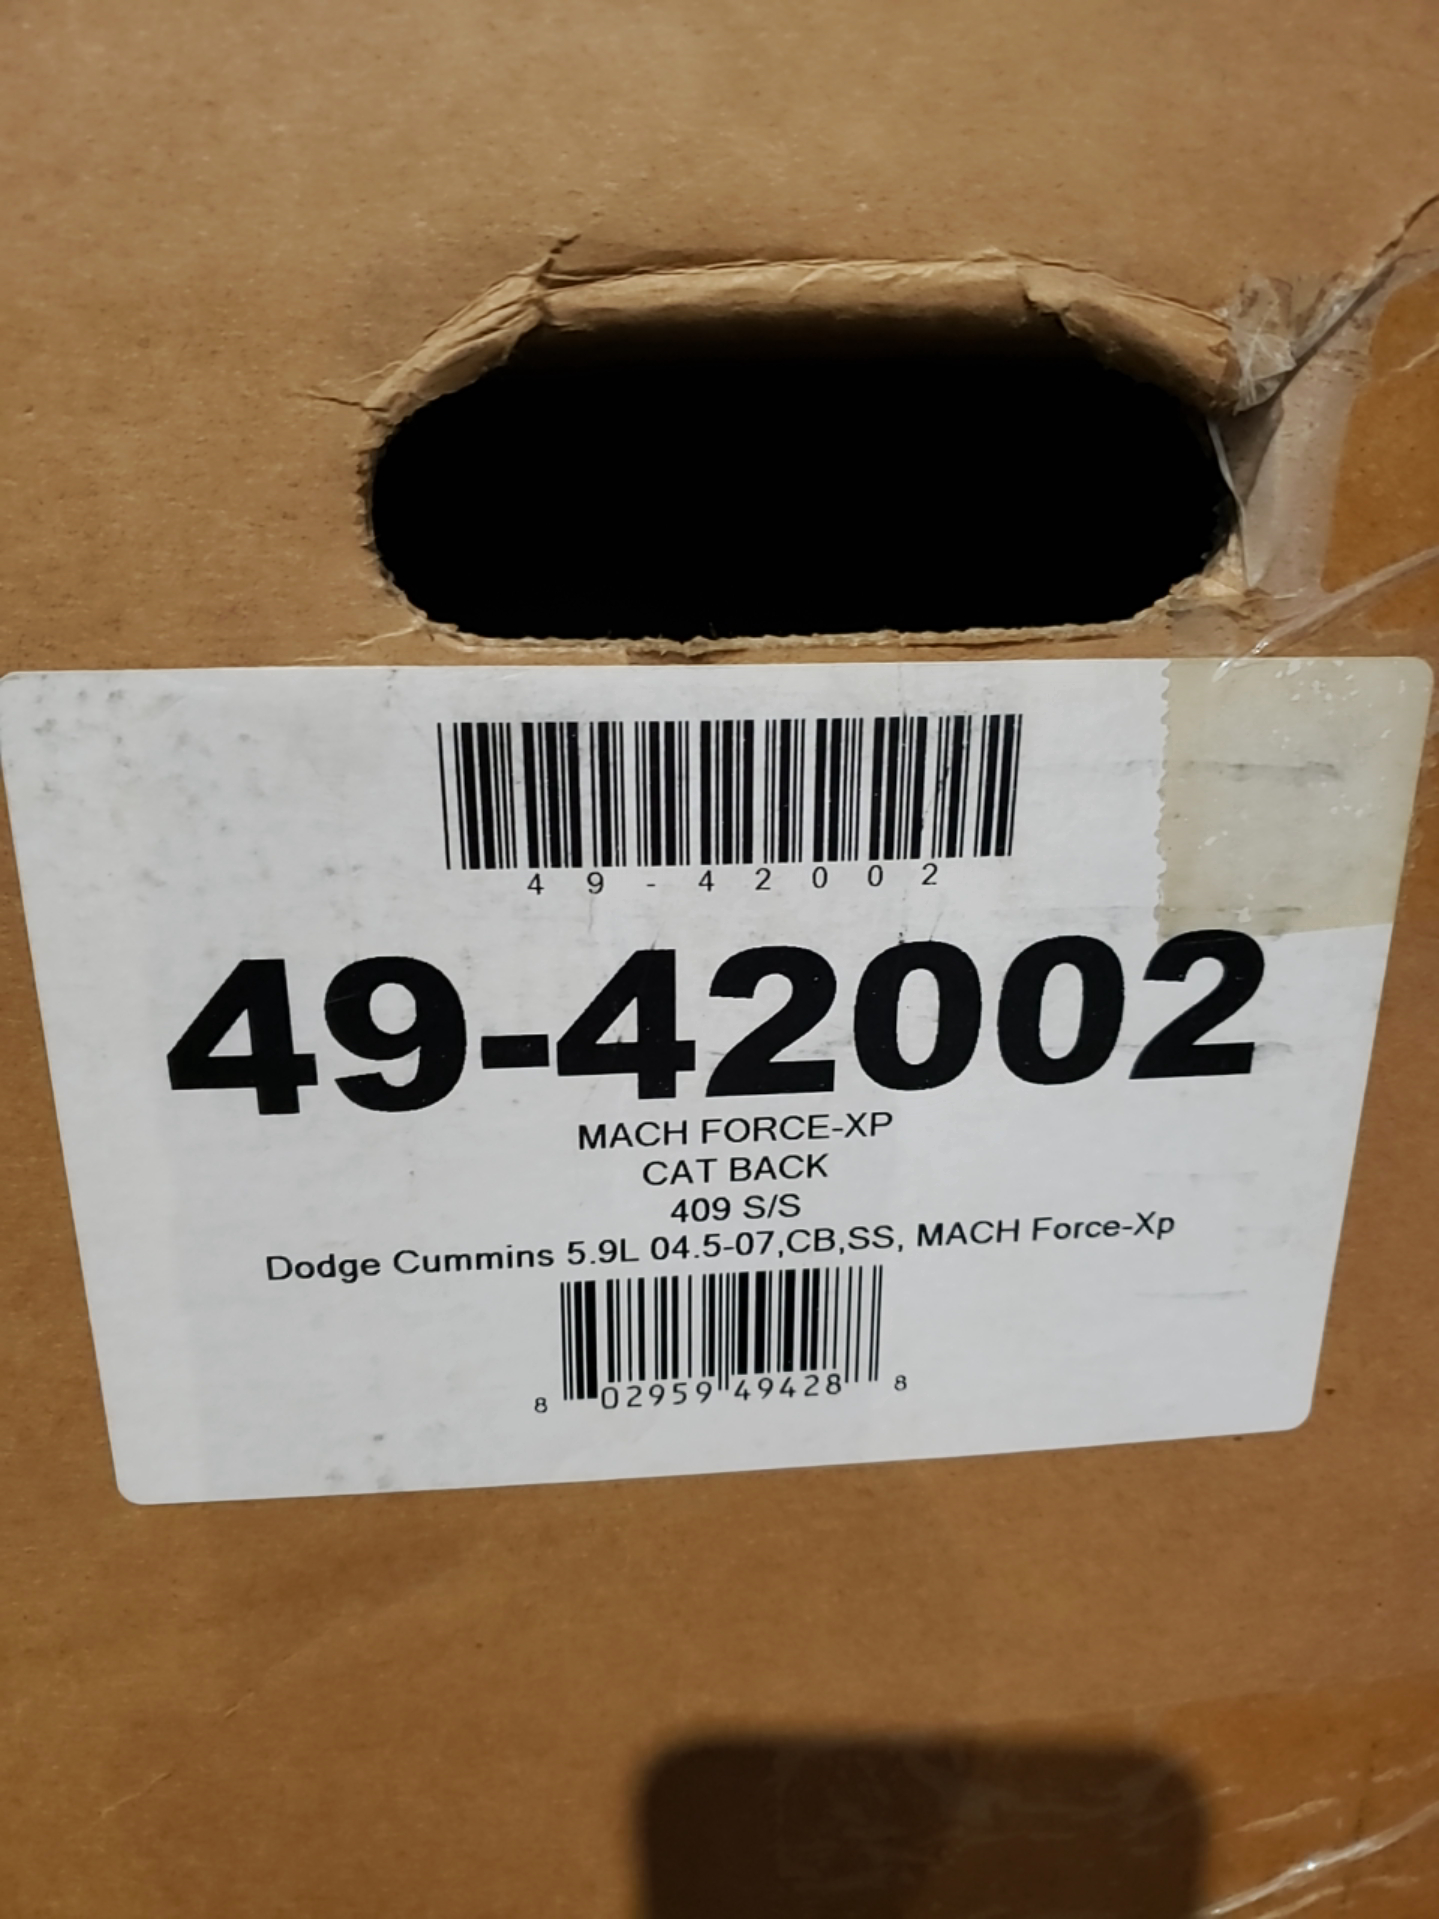 49-42002
49-42002
MACH FORCE-XP
CAT BACK
409 S/S
Dodge Cummins 5.9L 04.5-07,CB,SS, MACH Force-Xp
8 02959 49428 8